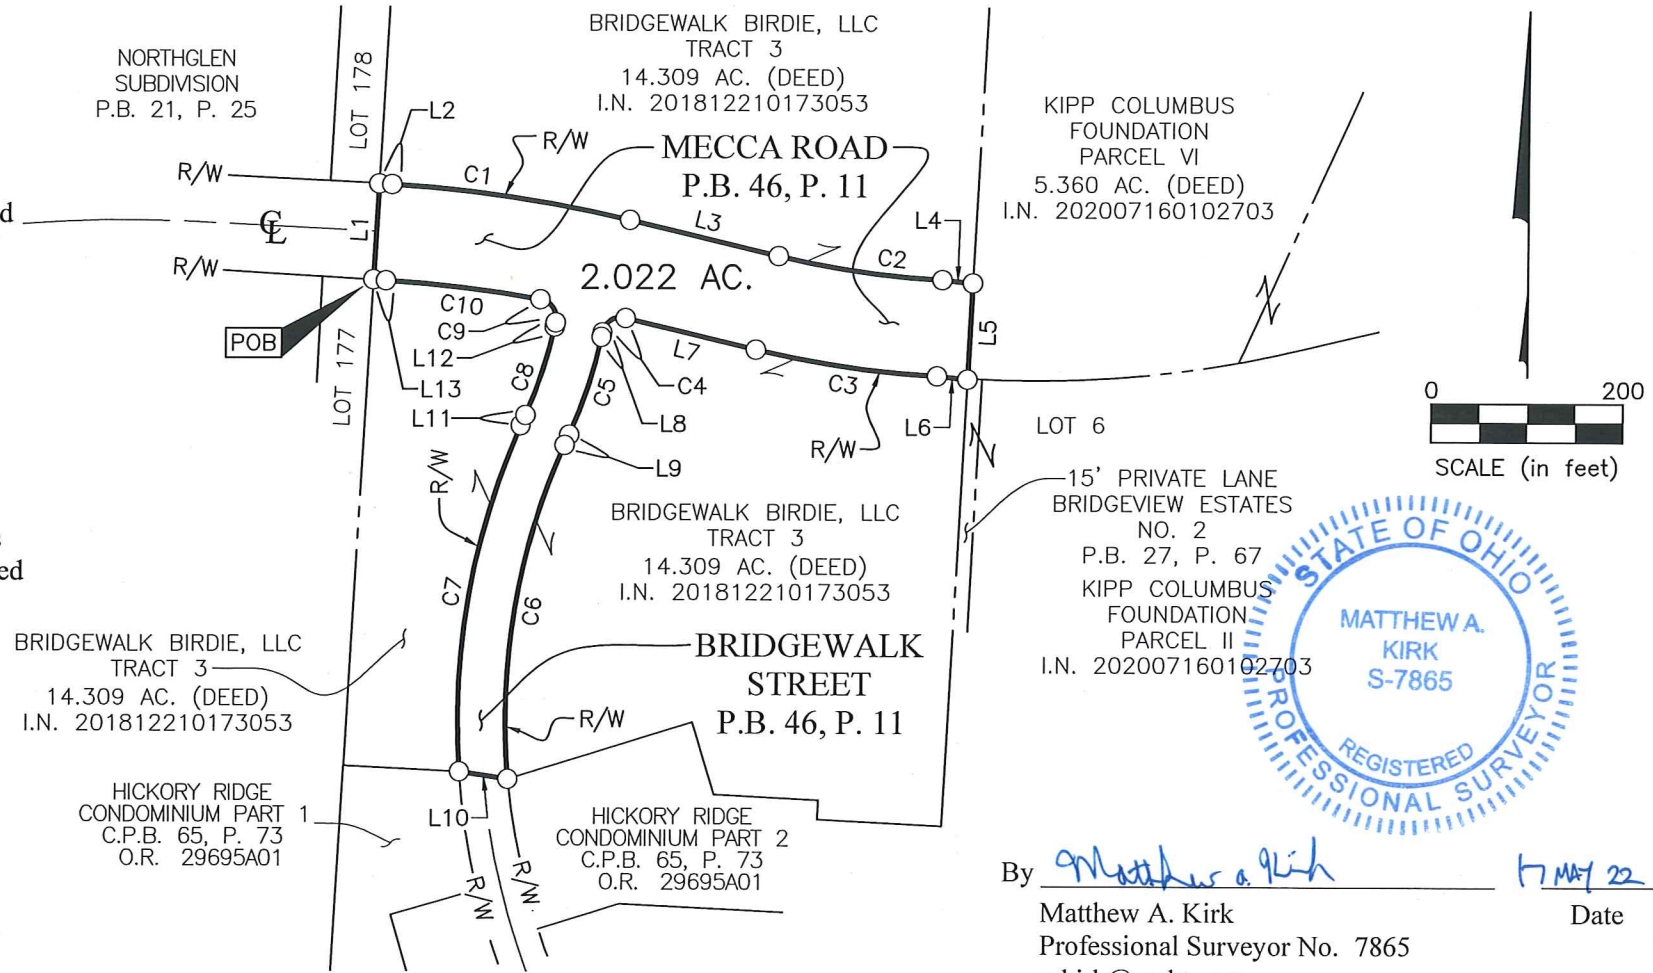 NORTHGLEN
SUBDIVISION
P.B. 21, P. 25
LOT 178
BRIDGEWALK BIRDIE, LLC
TRACT 3
14.309 AC. (DEED)
I.N. 201812210173053
KIPP COLUMBUS
FOUNDATION
PARCEL VI
5.360 AC. (DEED)
I.N. 202007160102703
L2
R/W
C1
R/W
MECCA ROAD
P.B. 46, P. 11
L4
d
℄
L1
L3
C2
R/W
2.022 AC.
C10
C9
L12
L13
POB
LOT 177
C8
L11
C5
C4
L8
L9
L7
C3
R/W
L6
L5
LOT 6
0 200
SCALE (in feet)
R/W
15' PRIVATE LANE
BRIDGEVIEW ESTATES
NO. 2
P.B. 27, P. 67
KIPP COLUMBUS
FOUNDATION
PARCEL II
I.N. 202007160102703
BRIDGEWALK BIRDIE, LLC
TRACT 3
14.309 AC. (DEED)
I.N. 201812210173053
s
ed
C7
C6
BRIDGEWALK BIRDIE, LLC
TRACT 3
14.309 AC. (DEED)
I.N. 201812210173053
BRIDGEWALK
STREET
P.B. 46, P. 11
R/W
STATE OF OHIO
MATTHEW A.
KIRK
S-7865
REGISTERED
PROFESSIONAL SURVEYOR
HICKORY RIDGE
CONDOMINIUM PART 1
C.P.B. 65, P. 73
O.R. 29695A01
L10
HICKORY RIDGE
CONDOMINIUM PART 2
C.P.B. 65, P. 73
O.R. 29695A01
R/W
R/W
By Matthew A. Kirk 17 MAY 22
Matthew A. Kirk Date
Professional Surveyor No. 7865